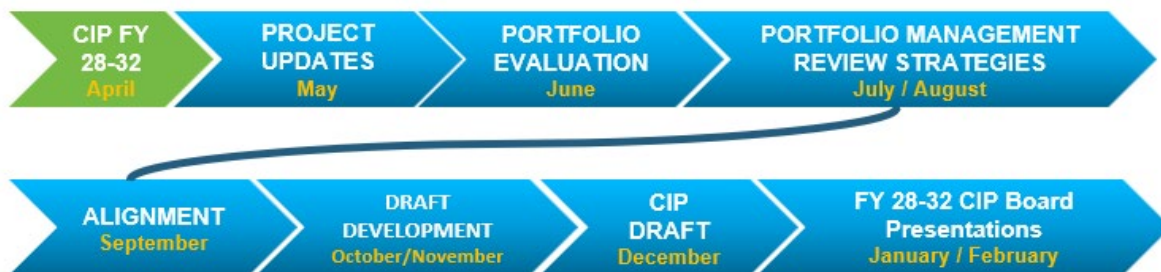 CIP FY
28-32
April
PROJECT
UPDATES
May
PORTFOLIO
EVALUATION
June
PORTFOLIO MANAGEMENT
REVIEW STRATEGIES
July / August
ALIGNMENT
September
DRAFT
DEVELOPMENT
October/November
CIP
DRAFT
December
FY 28-32 CIP Board
Presentations
January / February